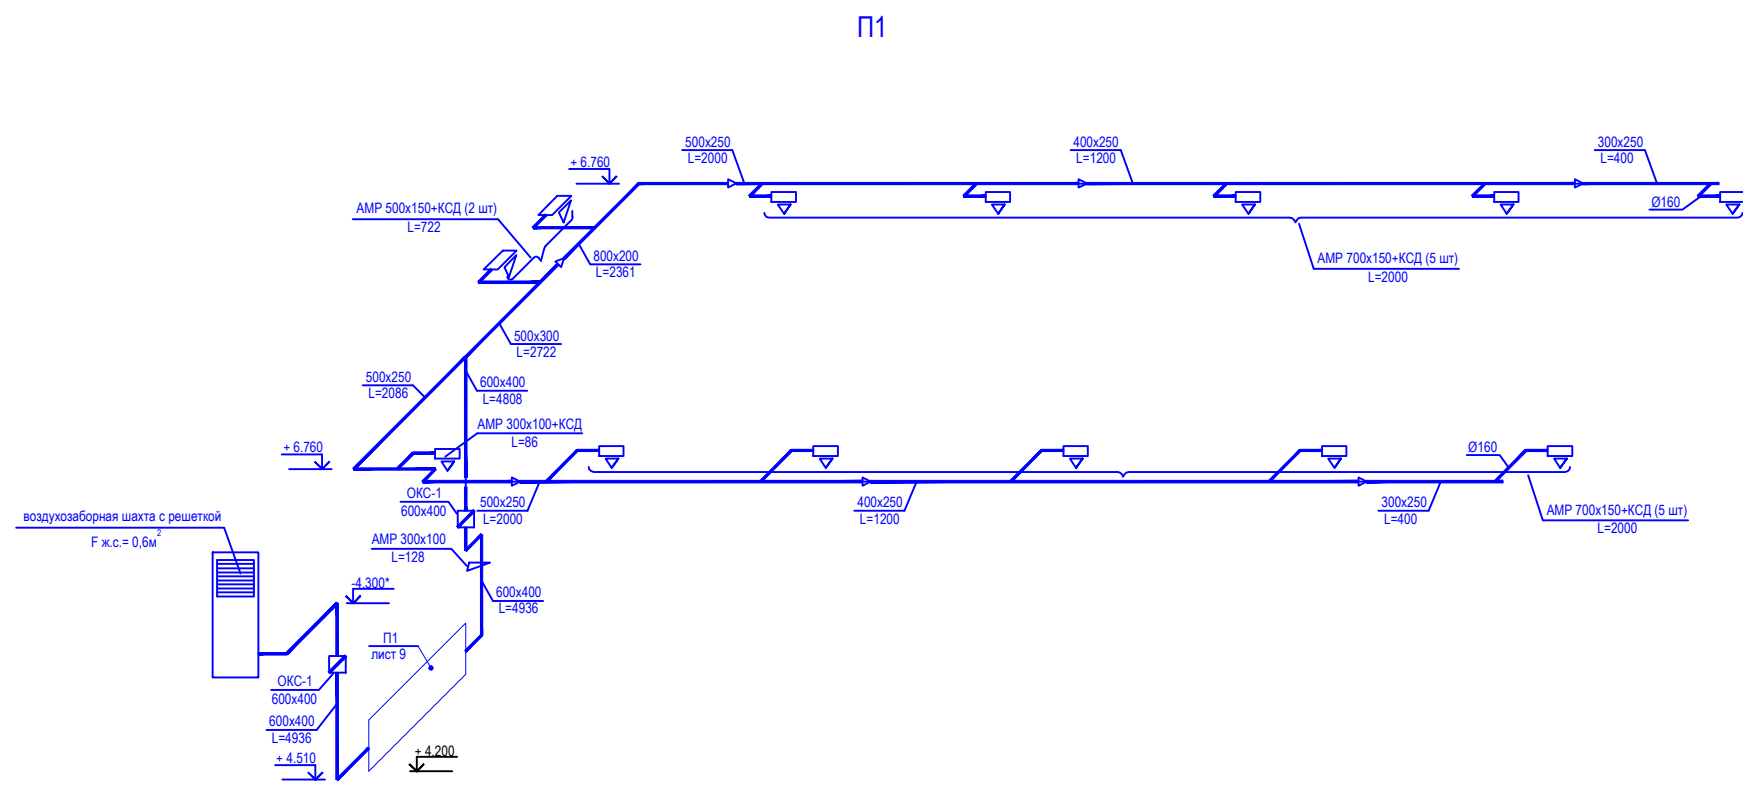 П1
500x250
L=2000
400x250
L=1200
300x250
L=400
+ 6.760
Ø160
АМР 500x150+КСД (2 шт)
L=722
800x200
L=2361
АМР 700x150+КСД (5 шт)
L=2000
500x300
L=2722
500x250
L=2086
600x400
L=4808
АМР 300x100+КСД
L=86
+ 6.760
Ø160
ОКС-1
600x400
500x250
L=2000
400x250
L=1200
300x250
L=400
АМР 700x150+КСД (5 шт)
L=2000
воздухозаборная шахта с решеткой
F ж.с.= 0,6м²
АМР 300x100
L=128
-4.300*
600x400
L=4936
П1
лист 9
ОКС-1
600x400
600x400
L=4936
+ 4.510
+ 4.200